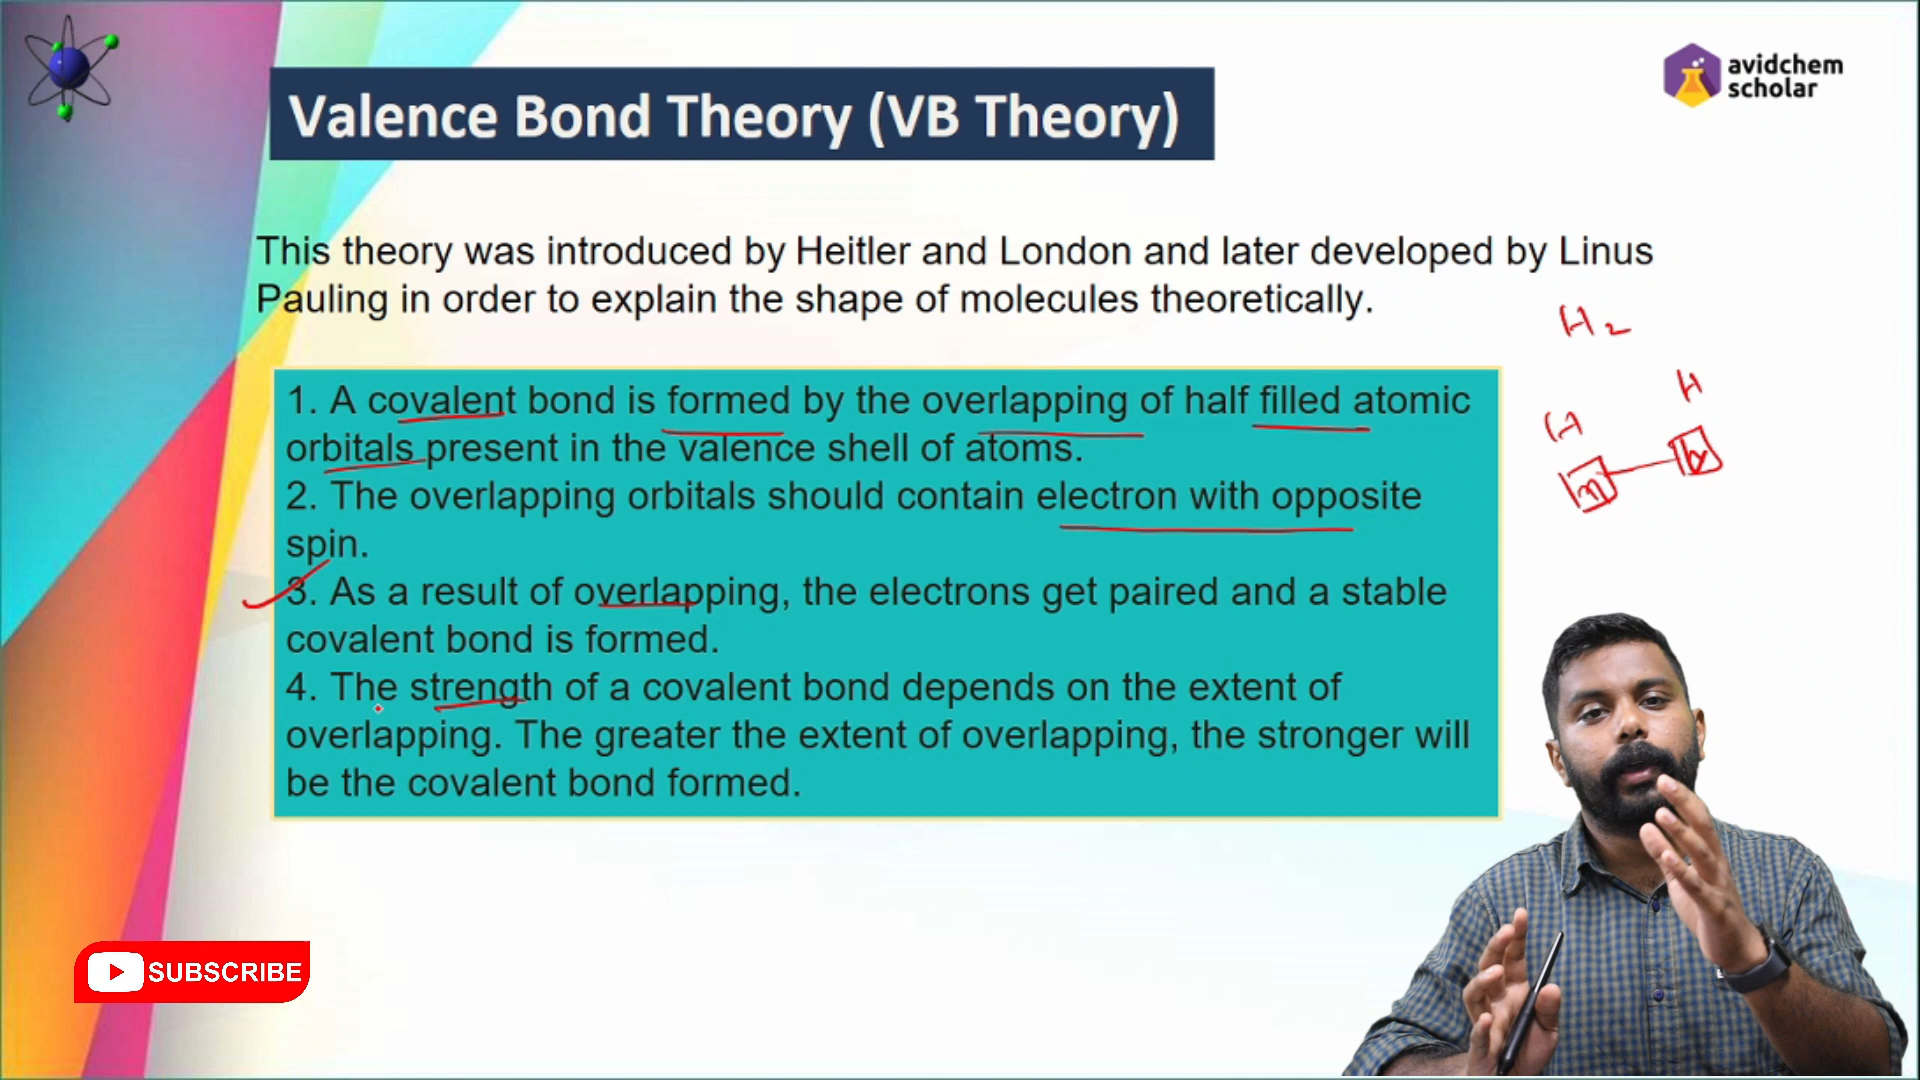 avidchem
scholar
Valence Bond Theory (VB Theory)
This theory was introduced by Heitler and London and later developed by Linus
Pauling in order to explain the shape of molecules theoretically.
H2
H
H
1. A covalent bond is formed by the overlapping of half filled atomic
orbitals present in the valence shell of atoms.
2. The overlapping orbitals should contain electron with opposite
spin.
3. As a result of overlapping, the electrons get paired and a stable
covalent bond is formed.
4. The strength of a covalent bond depends on the extent of
overlapping. The greater the extent of overlapping, the stronger will
be the covalent bond formed.
SUBSCRIBE